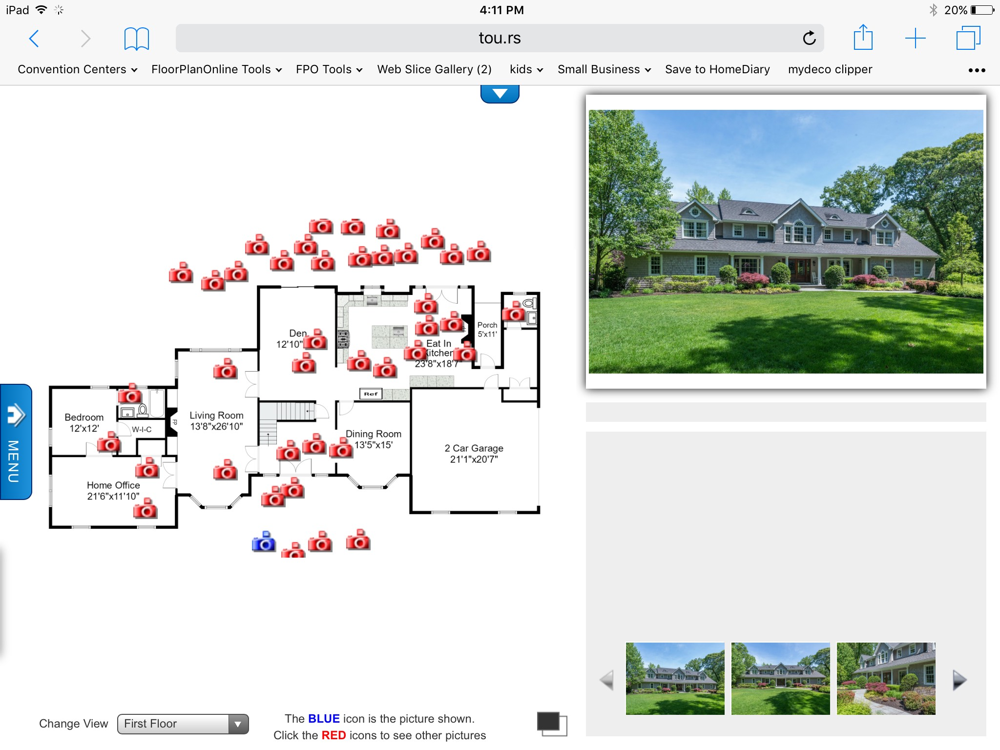 iPad
4:11 PM
20%
tou.rs
Convention Centers
FloorPlanOnline Tools
FPO Tools
Web Slice Gallery (2)
kids
Small Business
Save to HomeDiary
mydeco clipper
Den
12'10"
Porch
5'x11'
Eat In
Kitchen
23'8"x18'7"
Ref
Bedroom
12'x12'
W-I-C
FP
Living Room
13'8"x26'10"
Dining Room
13'5"x15'
2 Car Garage
21'1"x20'7"
Home Office
21'6"x11'10"
MENU
Change View
First Floor
The BLUE icon is the picture shown.
Click the RED icons to see other pictures